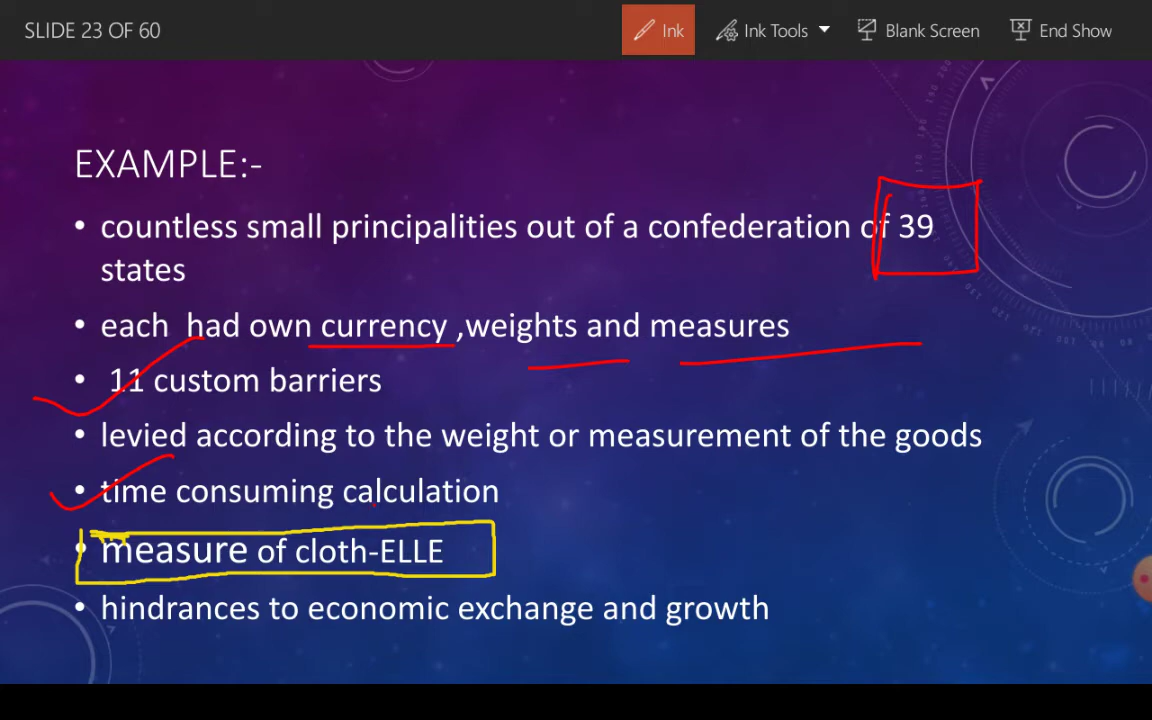 SLIDE 23 OF 60
Ink
Ink Tools
Blank Screen
End Show
EXAMPLE:-
• countless small principalities out of a confederation of 39
states
• each had own currency ,weights and measures
• 11 custom barriers
• levied according to the weight or measurement of the goods
• time consuming calculation
• measure of cloth-ELLE
• hindrances to economic exchange and growth